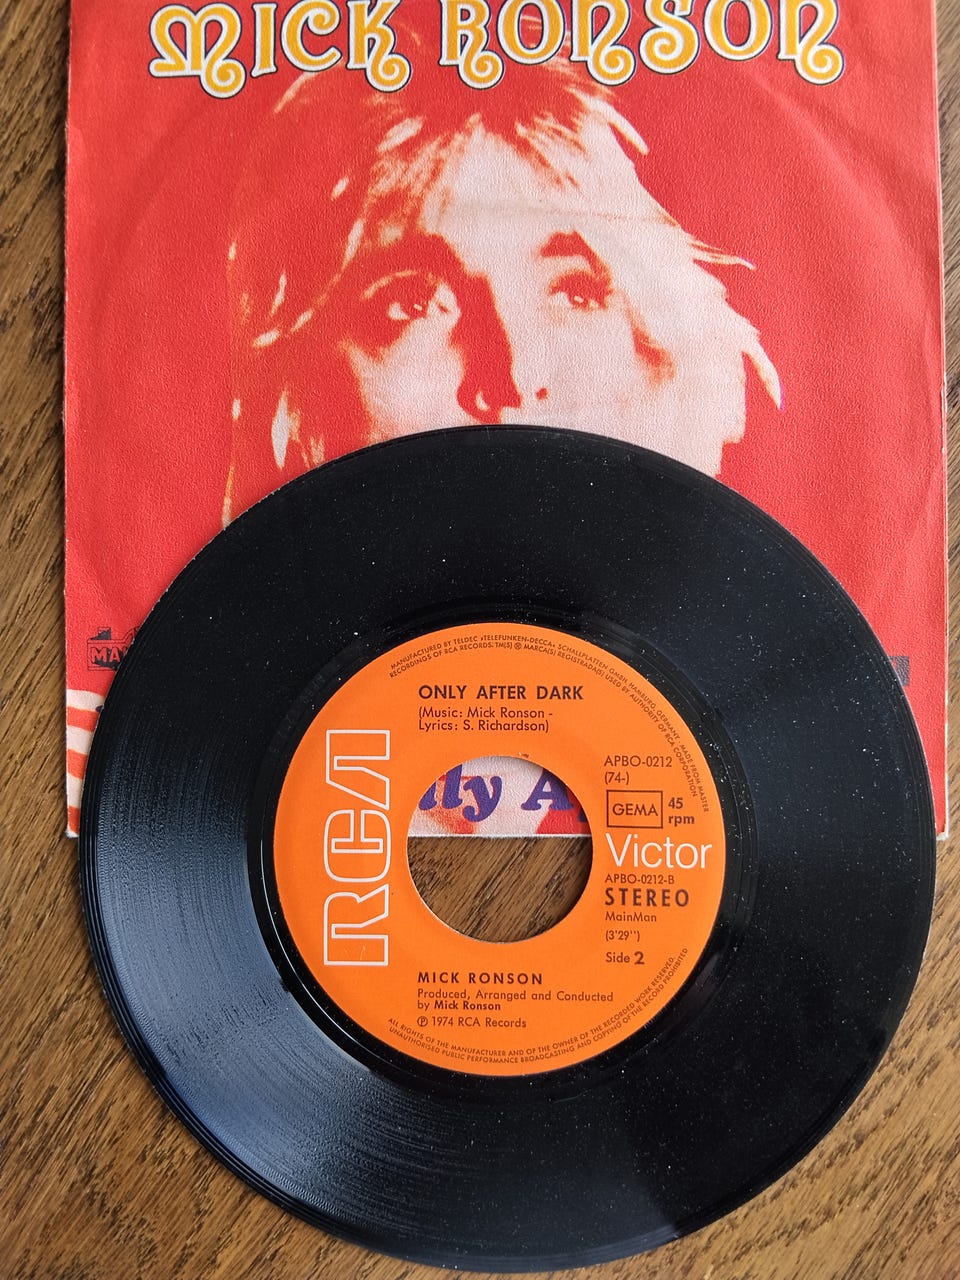 MICK RONSON
MANUFACTURED BY TELDEC »TELEFUNKEN-DECCA« SCHALLPLATTEN GMBH, HAMBURG, GERMANY · MADE FROM MASTER
RECORDINGS OF RCA RECORDS. TM(S) ® MARCA(S) REGISTRADA(S) USED BY AUTHORITY OF RCA CORPORATION
ONLY AFTER DARK
(Music: Mick Ronson -
Lyrics: S. Richardson)
RCA
APBO-0212
(74-)
GEMA
45
rpm
Victor
APBO-0212-B
STEREO
MainMan
(3'29'')
Side 2
MICK RONSON
Produced, Arranged and Conducted
by Mick Ronson
℗ 1974 RCA Records
ALL RIGHTS OF THE MANUFACTURER AND OF THE OWNER OF THE RECORDED WORK RESERVED.
UNAUTHORISED PUBLIC PERFORMANCE BROADCASTING AND COPYING OF THE RECORD PROHIBITED